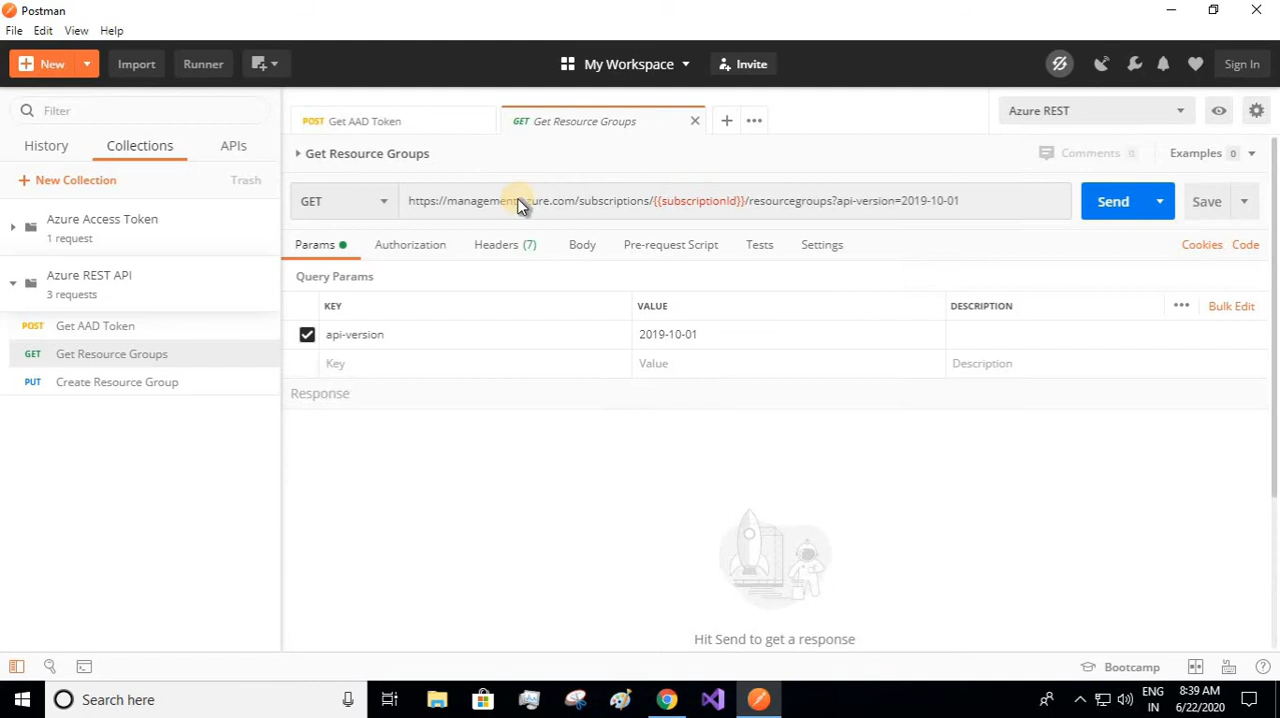 Postman
File Edit View Help
New Import Runner My Workspace Invite Sign In
Filter
History Collections APIs
New Collection Trash
Azure Access Token
1 request
Azure REST API
3 requests
POST Get AAD Token
GET Get Resource Groups
PUT Create Resource Group
POST Get AAD Token GET Get Resource Groups Azure REST
Get Resource Groups Comments 0 Examples 0
GET https://management.azure.com/subscriptions/{{subscriptionId}}/resourcegroups?api-version=2019-10-01 Send Save
Params Authorization Headers (7) Body Pre-request Script Tests Settings Cookies Code
Query Params
KEY VALUE DESCRIPTION Bulk Edit
api-version 2019-10-01
Key Value Description
Response
Hit Send to get a response
Bootcamp
Search here ENG IN 8:39 AM 6/22/2020